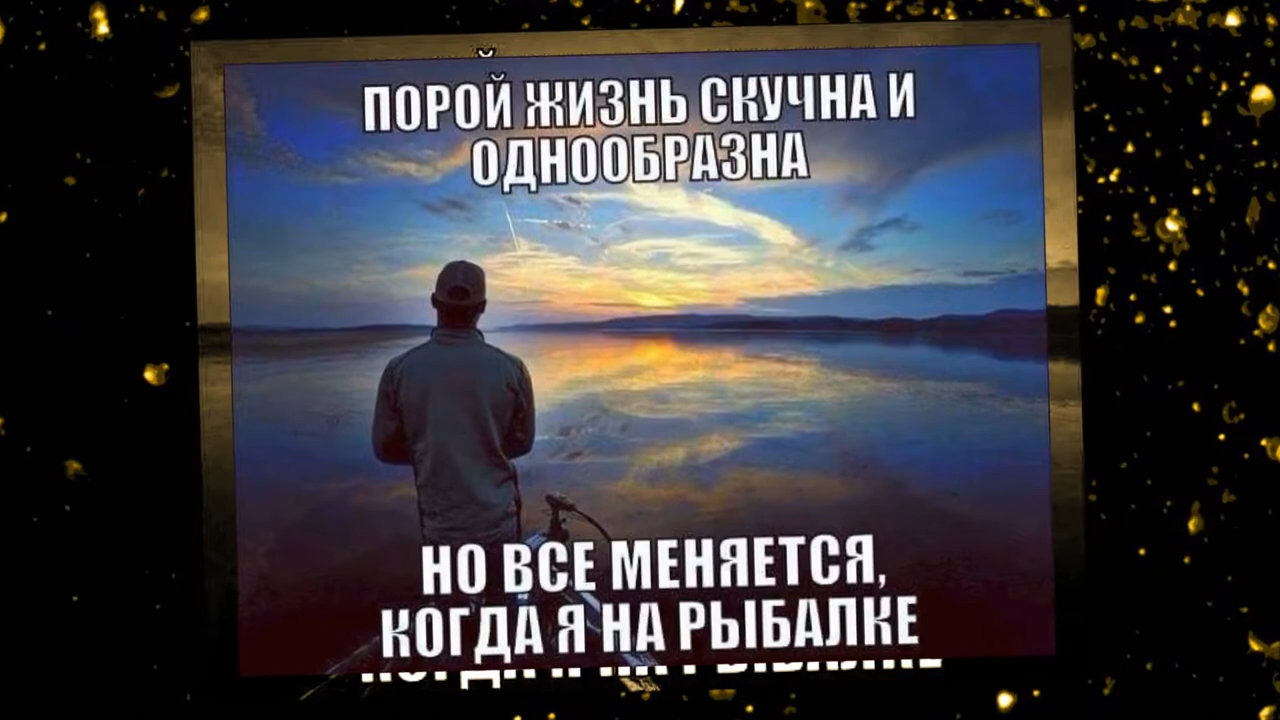 ПОРОЙ ЖИЗНЬ СКУЧНА И
ОДНООБРАЗНА
НО ВСЕ МЕНЯЕТСЯ,
КОГДА Я НА РЫБАЛКЕ